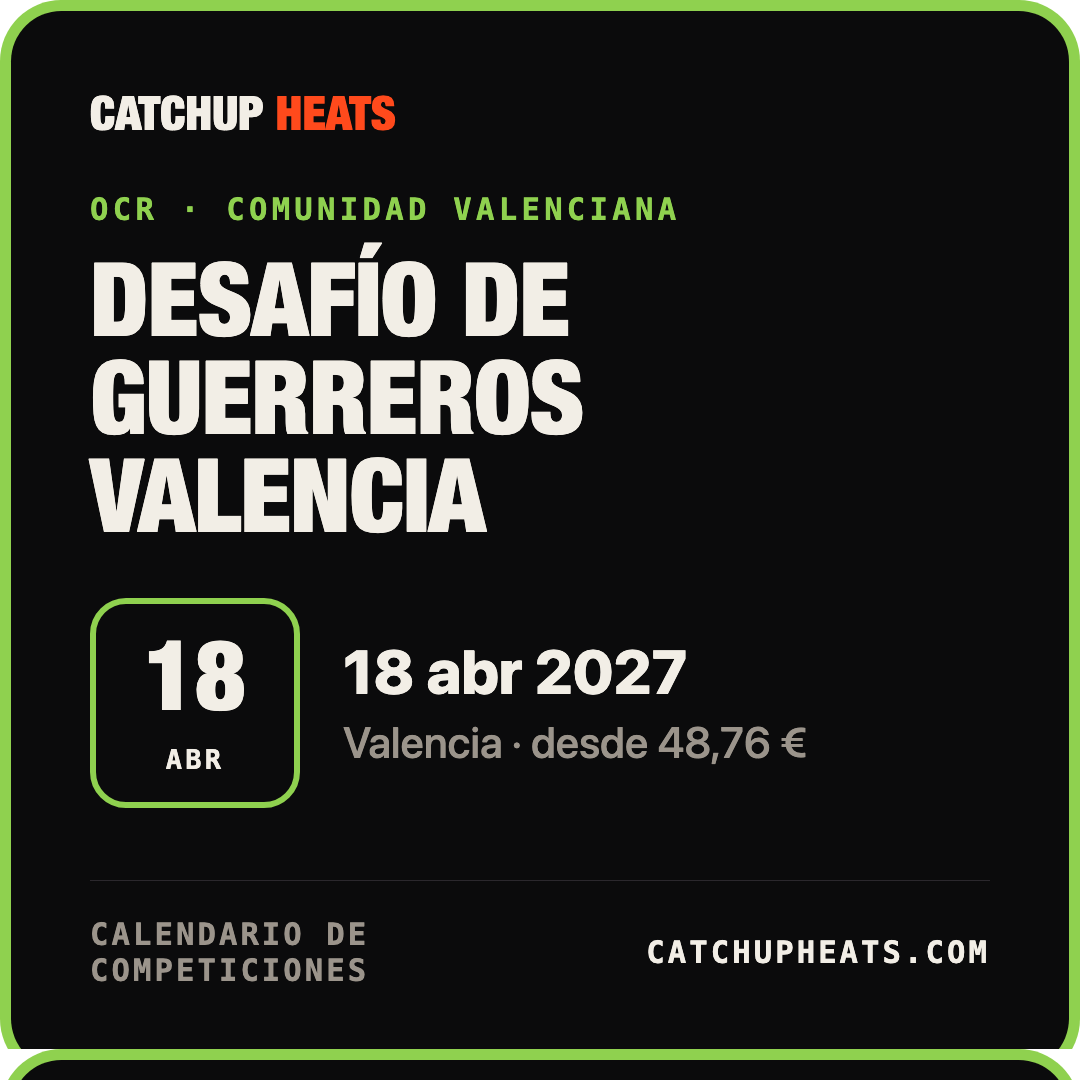 CATCHUP HEATS
OCR · COMUNIDAD VALENCIANA
DESAFÍO DE
GUERREROS
VALENCIA
18
ABR
18 abr 2027
Valencia · desde 48,76 €
CALENDARIO DE
COMPETICIONES
CATCHUPHEATS.COM